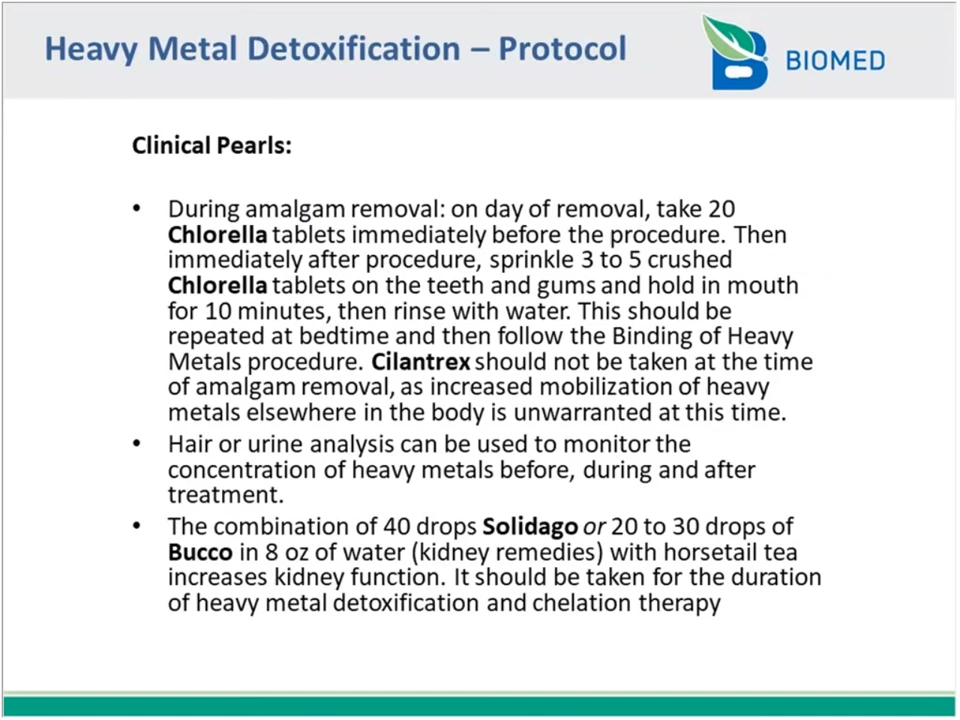 Heavy Metal Detoxification – Protocol
BIOMED
Clinical Pearls:
• During amalgam removal: on day of removal, take 20
Chlorella tablets immediately before the procedure. Then
immediately after procedure, sprinkle 3 to 5 crushed
Chlorella tablets on the teeth and gums and hold in mouth
for 10 minutes, then rinse with water. This should be
repeated at bedtime and then follow the Binding of Heavy
Metals procedure. Cilantrex should not be taken at the time
of amalgam removal, as increased mobilization of heavy
metals elsewhere in the body is unwarranted at this time.
• Hair or urine analysis can be used to monitor the
concentration of heavy metals before, during and after
treatment.
• The combination of 40 drops Solidago or 20 to 30 drops of
Bucco in 8 oz of water (kidney remedies) with horsetail tea
increases kidney function. It should be taken for the duration
of heavy metal detoxification and chelation therapy